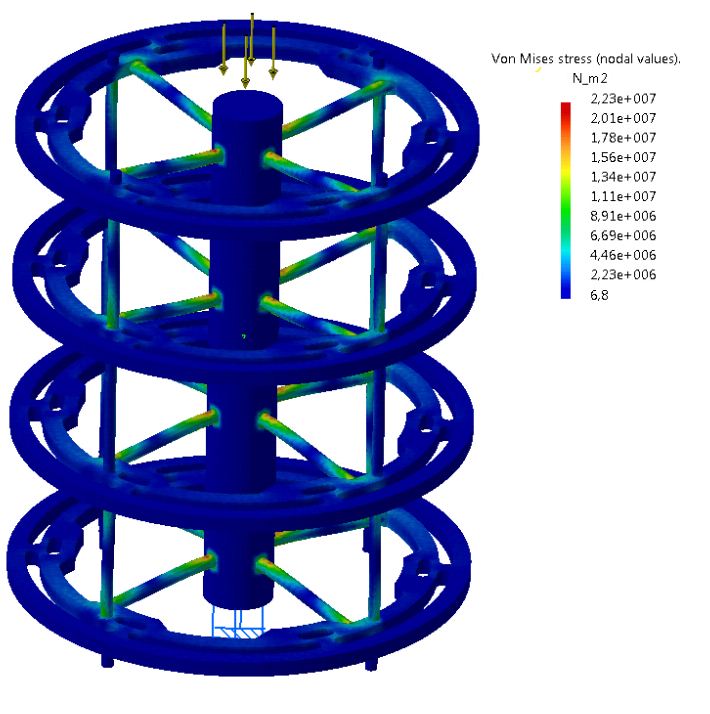 Von Mises stress (nodal values).
N_m2
2,23e+007
2,01e+007
1,78e+007
1,56e+007
1,34e+007
1,11e+007
8,91e+006
6,69e+006
4,46e+006
2,23e+006
6,8